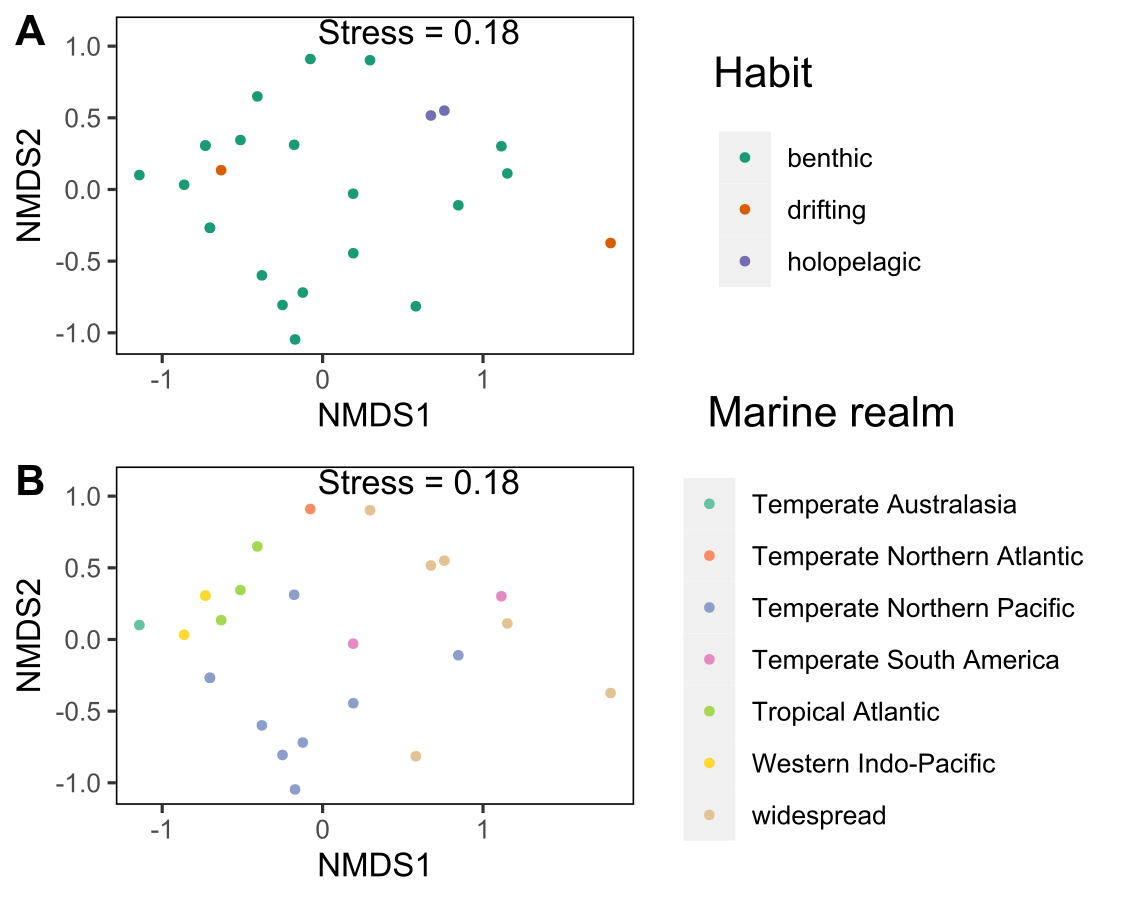 A
Stress = 0.18
1.0
0.5
0.0
-0.5
-1.0
NMDS2
-1
0
1
NMDS1
Habit
benthic
drifting
holopelagic
B
Stress = 0.18
1.0
0.5
0.0
-0.5
-1.0
NMDS2
-1
0
1
NMDS1
Marine realm
Temperate Australasia
Temperate Northern Atlantic
Temperate Northern Pacific
Temperate South America
Tropical Atlantic
Western Indo-Pacific
widespread